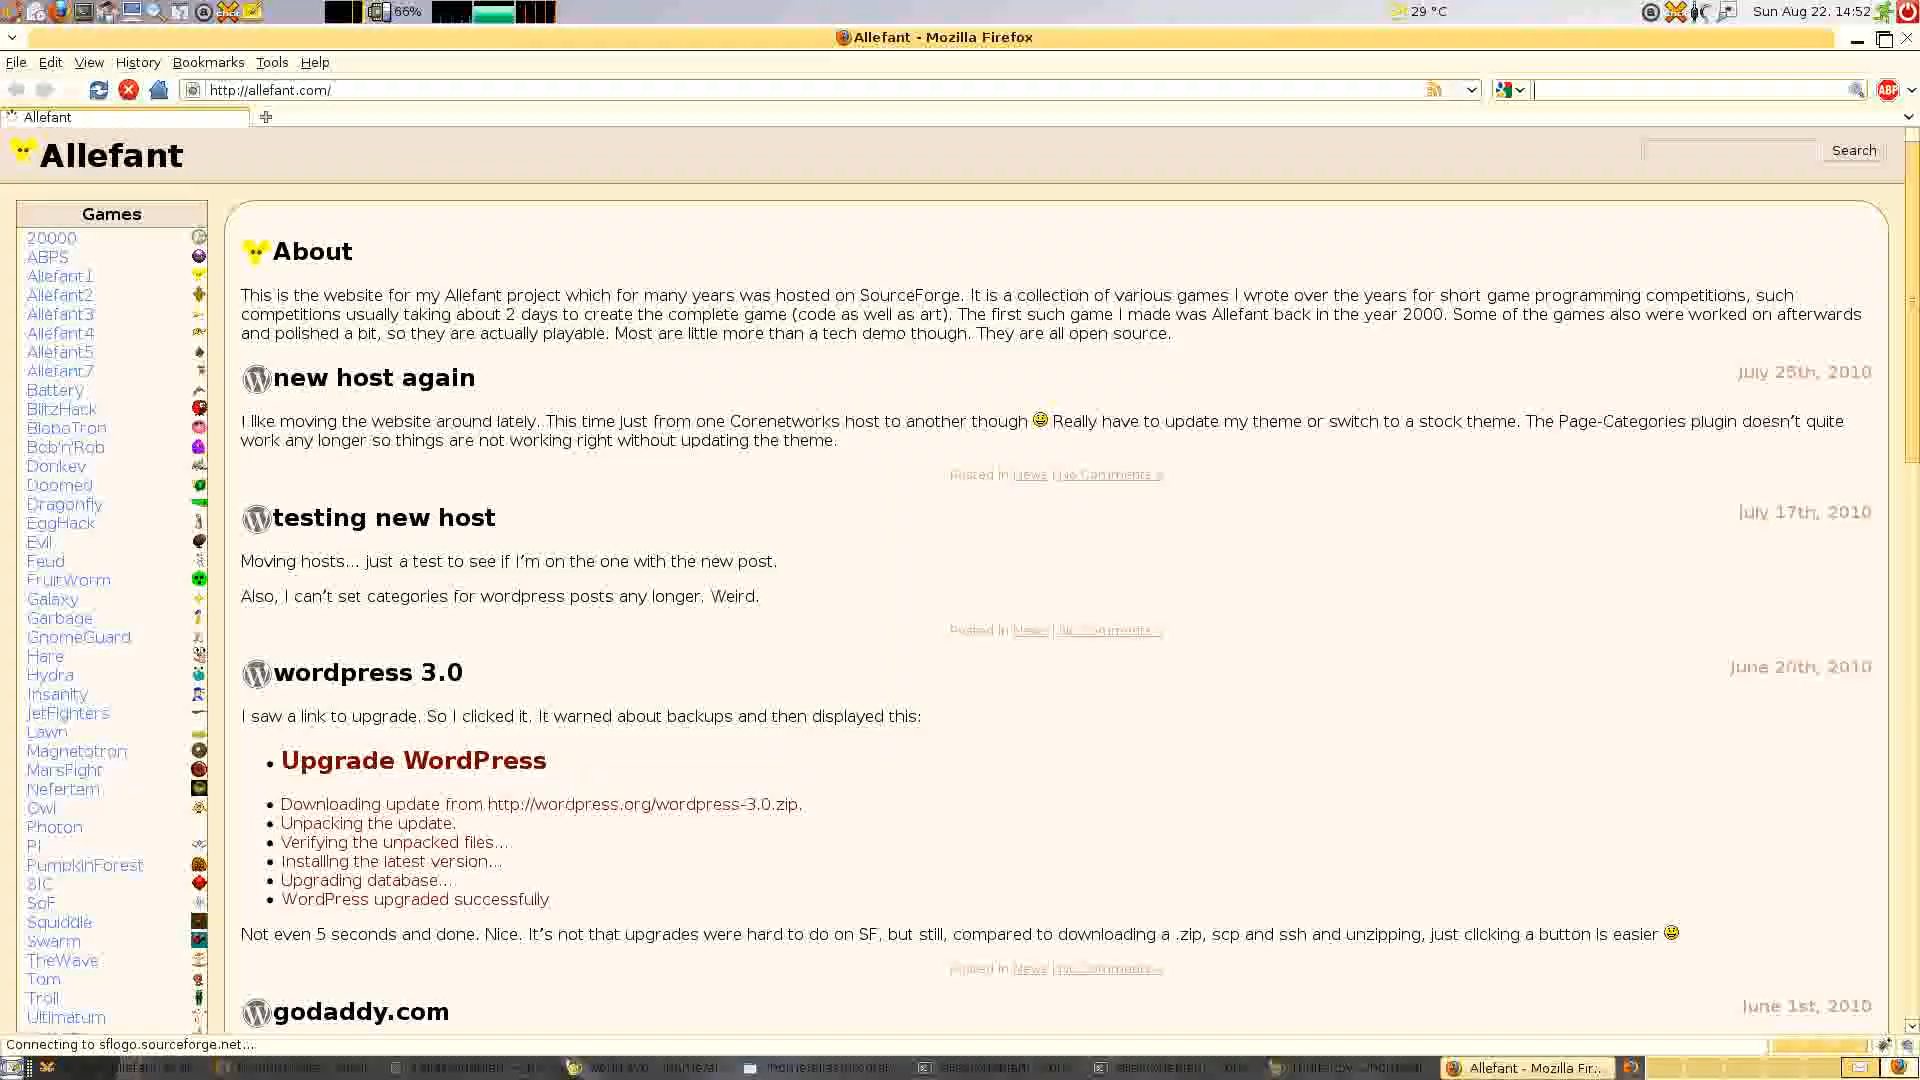 66%
29 °C
Sun Aug 22, 14:52
Allefant - Mozilla Firefox
File Edit View History Bookmarks Tools Help
http://allefant.com/
ABP
Allefant
Allefant
Search
Games
20000
ABPS
Allefant1
Allefant2
Allefant3
Allefant4
Allefant5
Allefant7
Battery
BlitzHack
BloboTron
Bob'n'Rob
Donkey
Doomed
Dragonfly
EggHack
Evil
Feud
FruitWorm
Galaxy
Garbage
GnomeGuard
Hare
Hydra
Insanity
JetFighters
Lawn
Magnetotron
MarsFight
Nefertem
Owl
Photon
PI
PumpkinForest
SIC
SoF
Squiddle
Swarm
TheWave
Tom
Troll
Ultimatum
About
This is the website for my Allefant project which for many years was hosted on SourceForge. It is a collection of various games I wrote over the years for short game programming competitions, such
competitions usually taking about 2 days to create the complete game (code as well as art). The first such game I made was Allefant back in the year 2000. Some of the games also were worked on afterwards
and polished a bit, so they are actually playable. Most are little more than a tech demo though. They are all open source.
new host again
July 25th, 2010
I like moving the website around lately. This time just from one Corenetworks host to another though Really have to update my theme or switch to a stock theme. The Page-Categories plugin doesn't quite
work any longer so things are not working right without updating the theme.
Posted in News | No Comments »
testing new host
July 17th, 2010
Moving hosts... just a test to see if I'm on the one with the new post.
Also, I can't set categories for wordpress posts any longer. Weird.
Posted in News | No Comments »
wordpress 3.0
June 20th, 2010
I saw a link to upgrade. So I clicked it. It warned about backups and then displayed this:
• Upgrade WordPress
• Downloading update from http://wordpress.org/wordpress-3.0.zip.
• Unpacking the update.
• Verifying the unpacked files...
• Installing the latest version...
• Upgrading database...
• WordPress upgraded successfully
Not even 5 seconds and done. Nice. It's not that upgrades were hard to do on SF, but still, compared to downloading a .zip, scp and ssh and unzipping, just clicking a button is easier
Posted in News | No Comments »
godaddy.com
June 1st, 2010
Connecting to sflogo.sourceforge.net...
Allefant - Mozilla Fir...